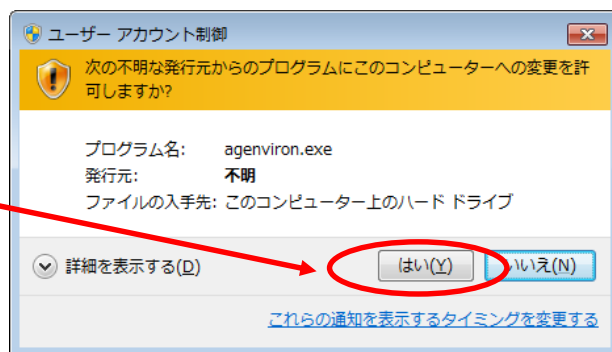 ユーザー アカウント制御
次の不明な発行元からのプログラムにこのコンピューターへの変更を許
可しますか?
プログラム名: agenviron.exe
発行元: 不明
ファイルの入手先: このコンピューター上のハード ドライブ
詳細を表示する(D) はい(Y) いいえ(N)
これらの通知を表示するタイミングを変更する